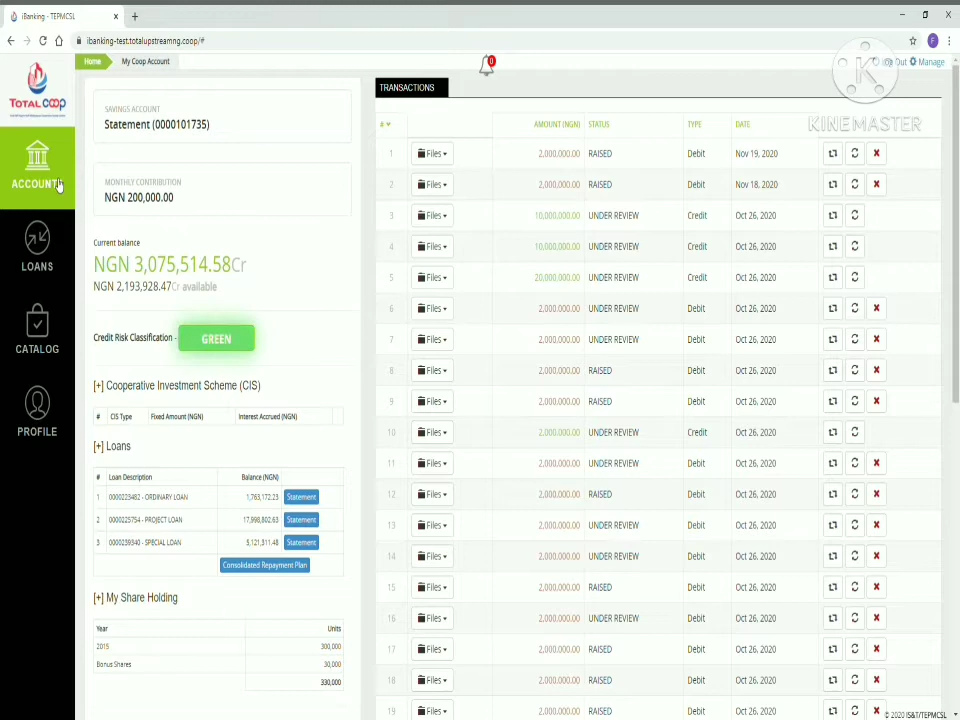 iBanking - TEPMCSL
ibanking-test.totalupstreamng.coop/#
F
Home
My Coop Account
0
Log Out
Manage
K
KINEMASTER
TOTAL COOP
ACCOUNT
LOANS
CATALOG
PROFILE
SAVINGS ACCOUNT
Statement (0000101735)
MONTHLY CONTRIBUTION
NGN 200,000.00
Current balance
NGN 3,075,514.58Cr
NGN 2,193,928.47Cr available
Credit Risk Classification - GREEN
[+] Cooperative Investment Scheme (CIS)
# CIS Type Fixed Amount (NGN) Interest Accrued (NGN)
[+] Loans
# Loan Description Balance (NGN)
1 0000223482 - ORDINARY LOAN 1,763,172.23 Statement
2 0000225754 - PROJECT LOAN 17,998,802.63 Statement
3 0000239340 - SPECIAL LOAN 5,121,311.48 Statement
Consolidated Repayment Plan
[+] My Share Holding
Year Units
2015 300,000
Bonus Shares 30,000
330,000
TRANSACTIONS
# AMOUNT (NGN) STATUS TYPE DATE
1 Files 2,000,000.00 RAISED Debit Nov 19, 2020
2 Files 2,000,000.00 RAISED Debit Nov 18, 2020
3 Files 10,000,000.00 UNDER REVIEW Credit Oct 26, 2020
4 Files 10,000,000.00 UNDER REVIEW Credit Oct 26, 2020
5 Files 20,000,000.00 UNDER REVIEW Credit Oct 26, 2020
6 Files 2,000,000.00 UNDER REVIEW Debit Oct 26, 2020
7 Files 2,000,000.00 UNDER REVIEW Debit Oct 26, 2020
8 Files 2,000,000.00 RAISED Debit Oct 26, 2020
9 Files 2,000,000.00 RAISED Debit Oct 26, 2020
10 Files 2,000,000.00 UNDER REVIEW Credit Oct 26, 2020
11 Files 2,000,000.00 UNDER REVIEW Debit Oct 26, 2020
12 Files 2,000,000.00 RAISED Debit Oct 26, 2020
13 Files 2,000,000.00 UNDER REVIEW Debit Oct 26, 2020
14 Files 2,000,000.00 UNDER REVIEW Debit Oct 26, 2020
15 Files 2,000,000.00 RAISED Debit Oct 26, 2020
16 Files 2,000,000.00 UNDER REVIEW Debit Oct 26, 2020
17 Files 2,000,000.00 RAISED Debit Oct 26, 2020
18 Files 2,000,000.00 RAISED Debit Oct 26, 2020
19 Files 2,000,000.00 RAISED Debit Oct 26, 2020
© 2020 IS&T/TEPMCSL